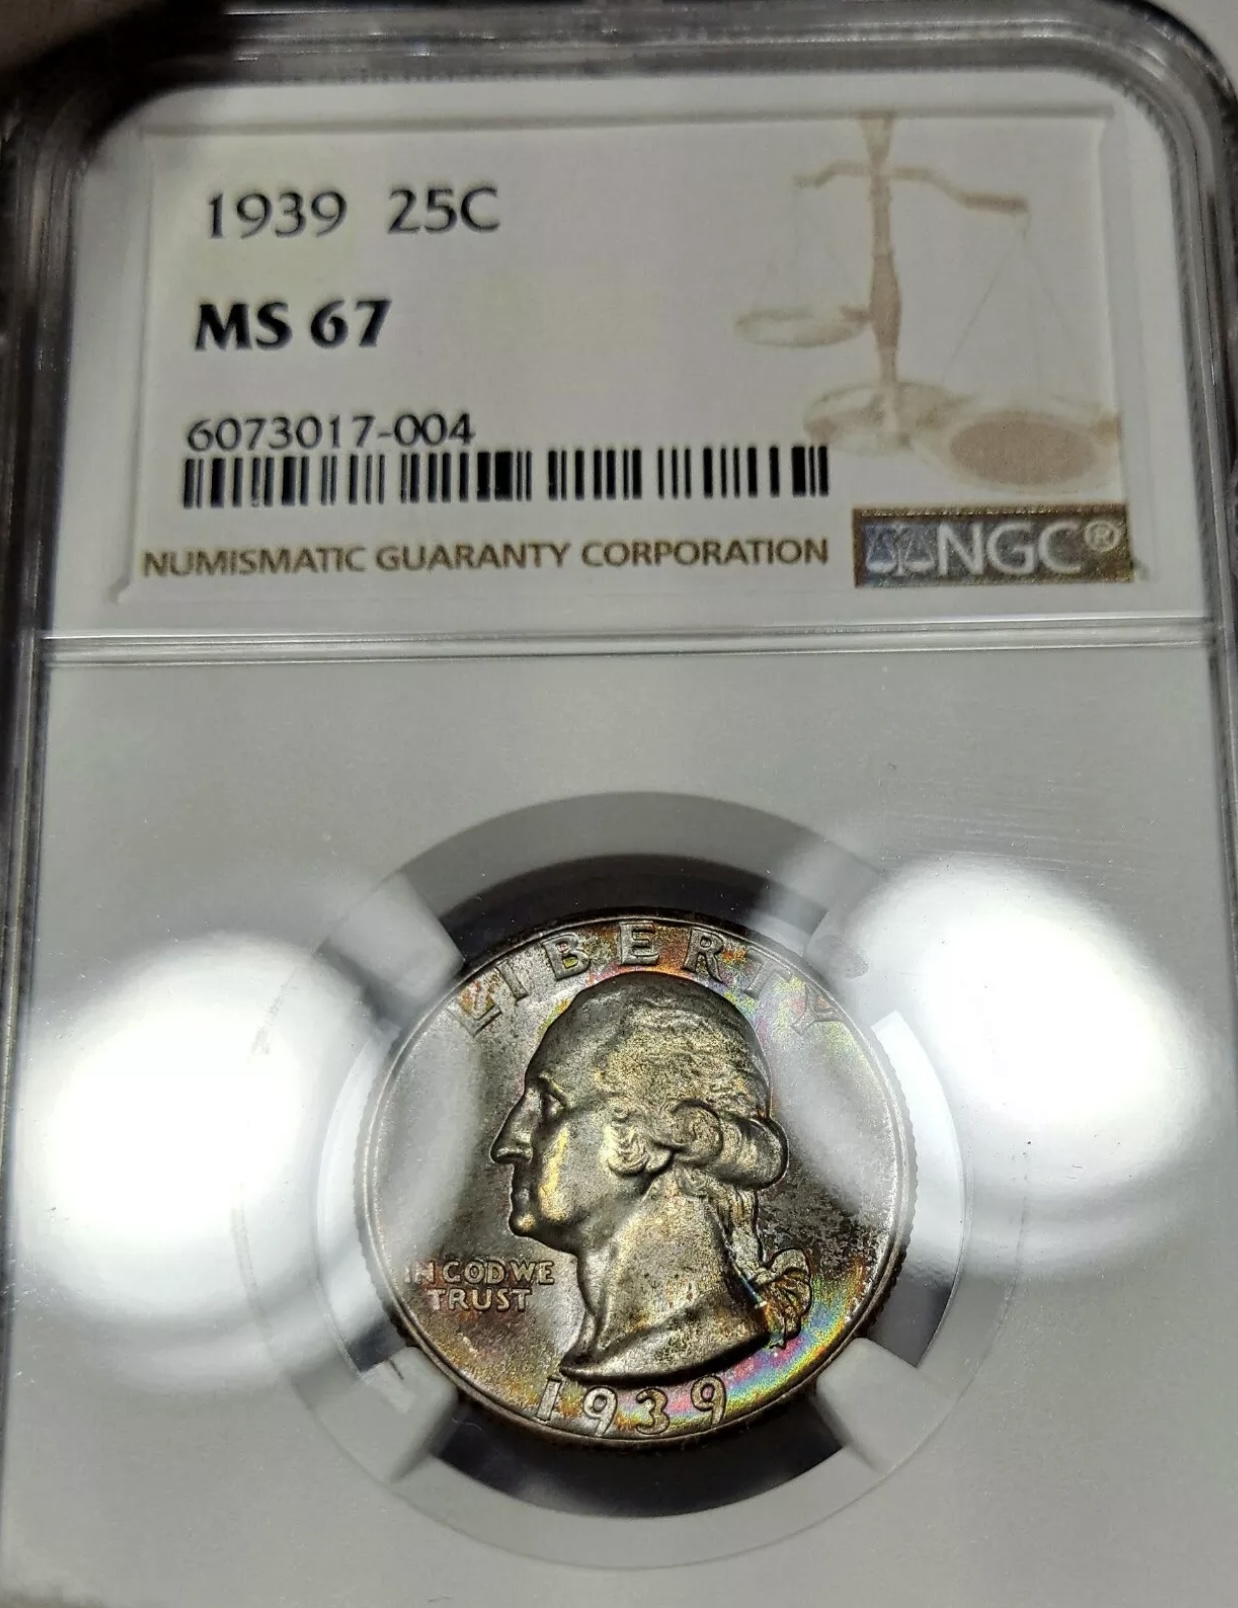 1939 25C
MS 67
6073017-004
NUMISMATIC GUARANTY CORPORATION
NGC®
LIBERTY
IN GOD WE
TRUST
1939